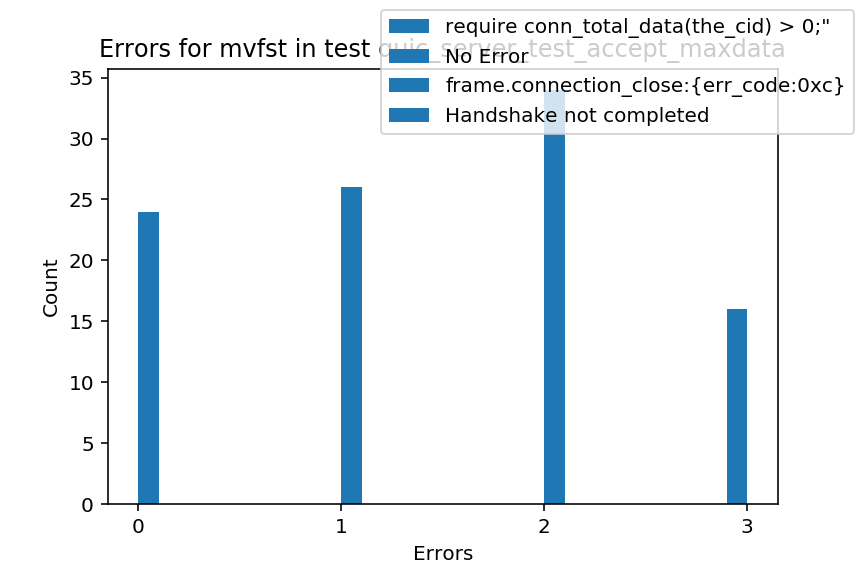 Errors for mvfst in test quic_server_test_accept_maxdata
require conn_total_data(the_cid) > 0;"
No Error
frame.connection_close:{err_code:0xc}
Handshake not completed
35
30
25
20
15
10
5
0
Count
0 1 2 3
Errors